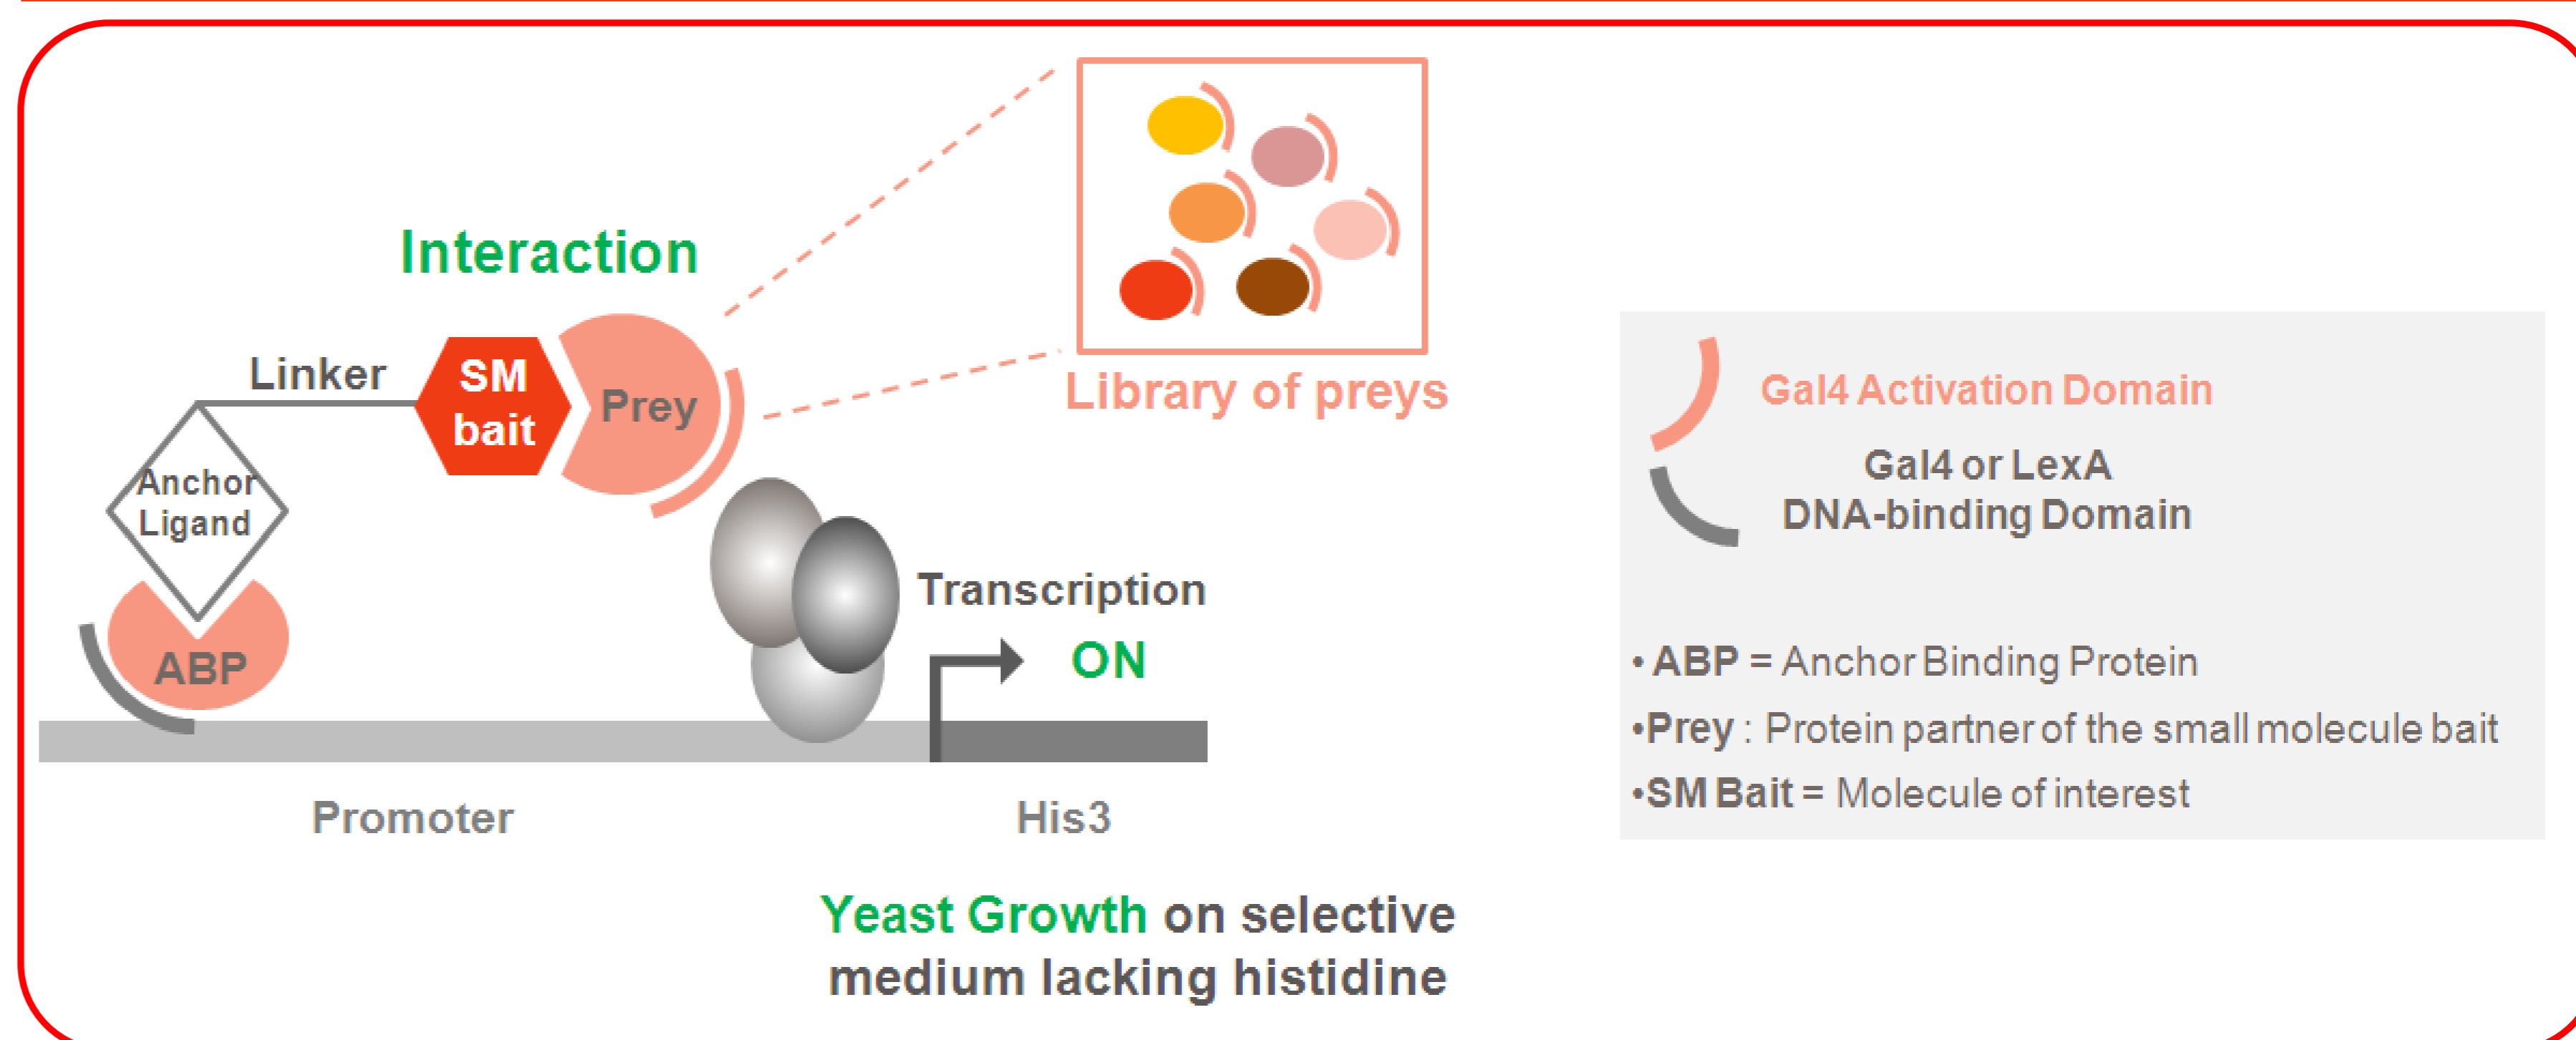 Interaction
Linker
SM
bait
Prey
Anchor
Ligand
ABP
Library of preys
Transcription
ON
Promoter
His3
Yeast Growth on selective
medium lacking histidine
Gal4 Activation Domain
Gal4 or LexA
DNA-binding Domain
• ABP = Anchor Binding Protein
•Prey : Protein partner of the small molecule bait
•SM Bait = Molecule of interest